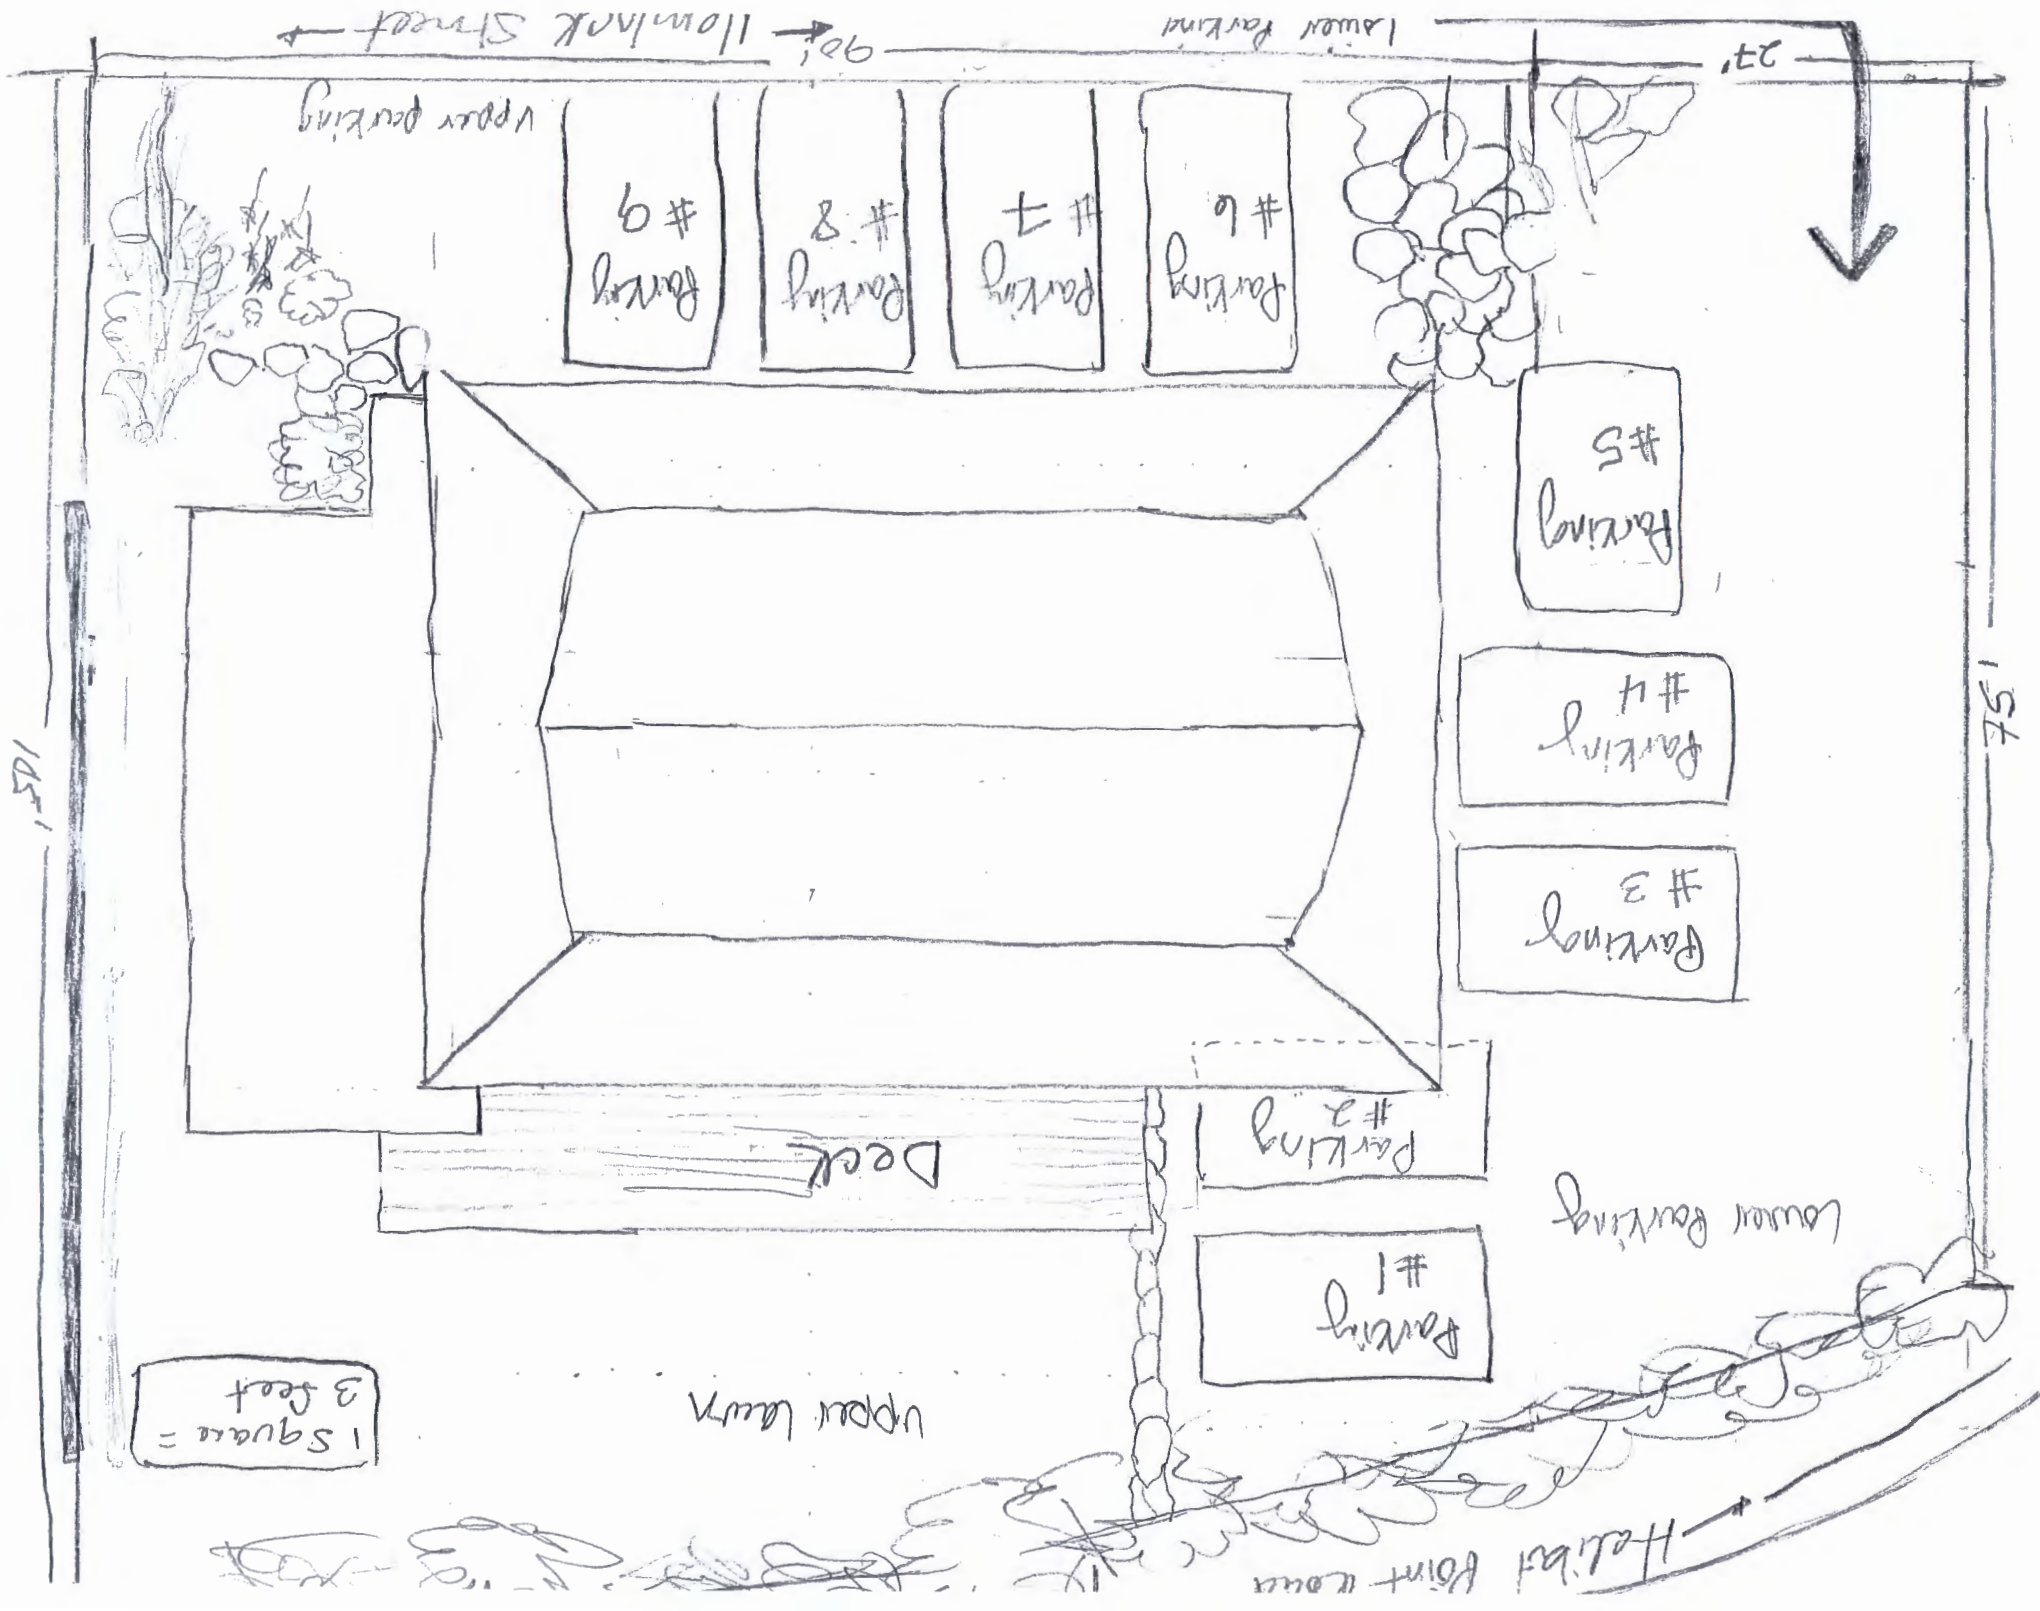 Halibut Point Road
1 Square =
3 feet
Upper Lawn
Parking
#1
Lower Parking
Deck
Parking
#2
Parking
#3
75'
Parking
#4
105'
Parking
#5
Parking
#6
Parking
#7
Parking
#8
Parking
#9
Upper parking
27'
90'
Lower Parking
Hemlock Street